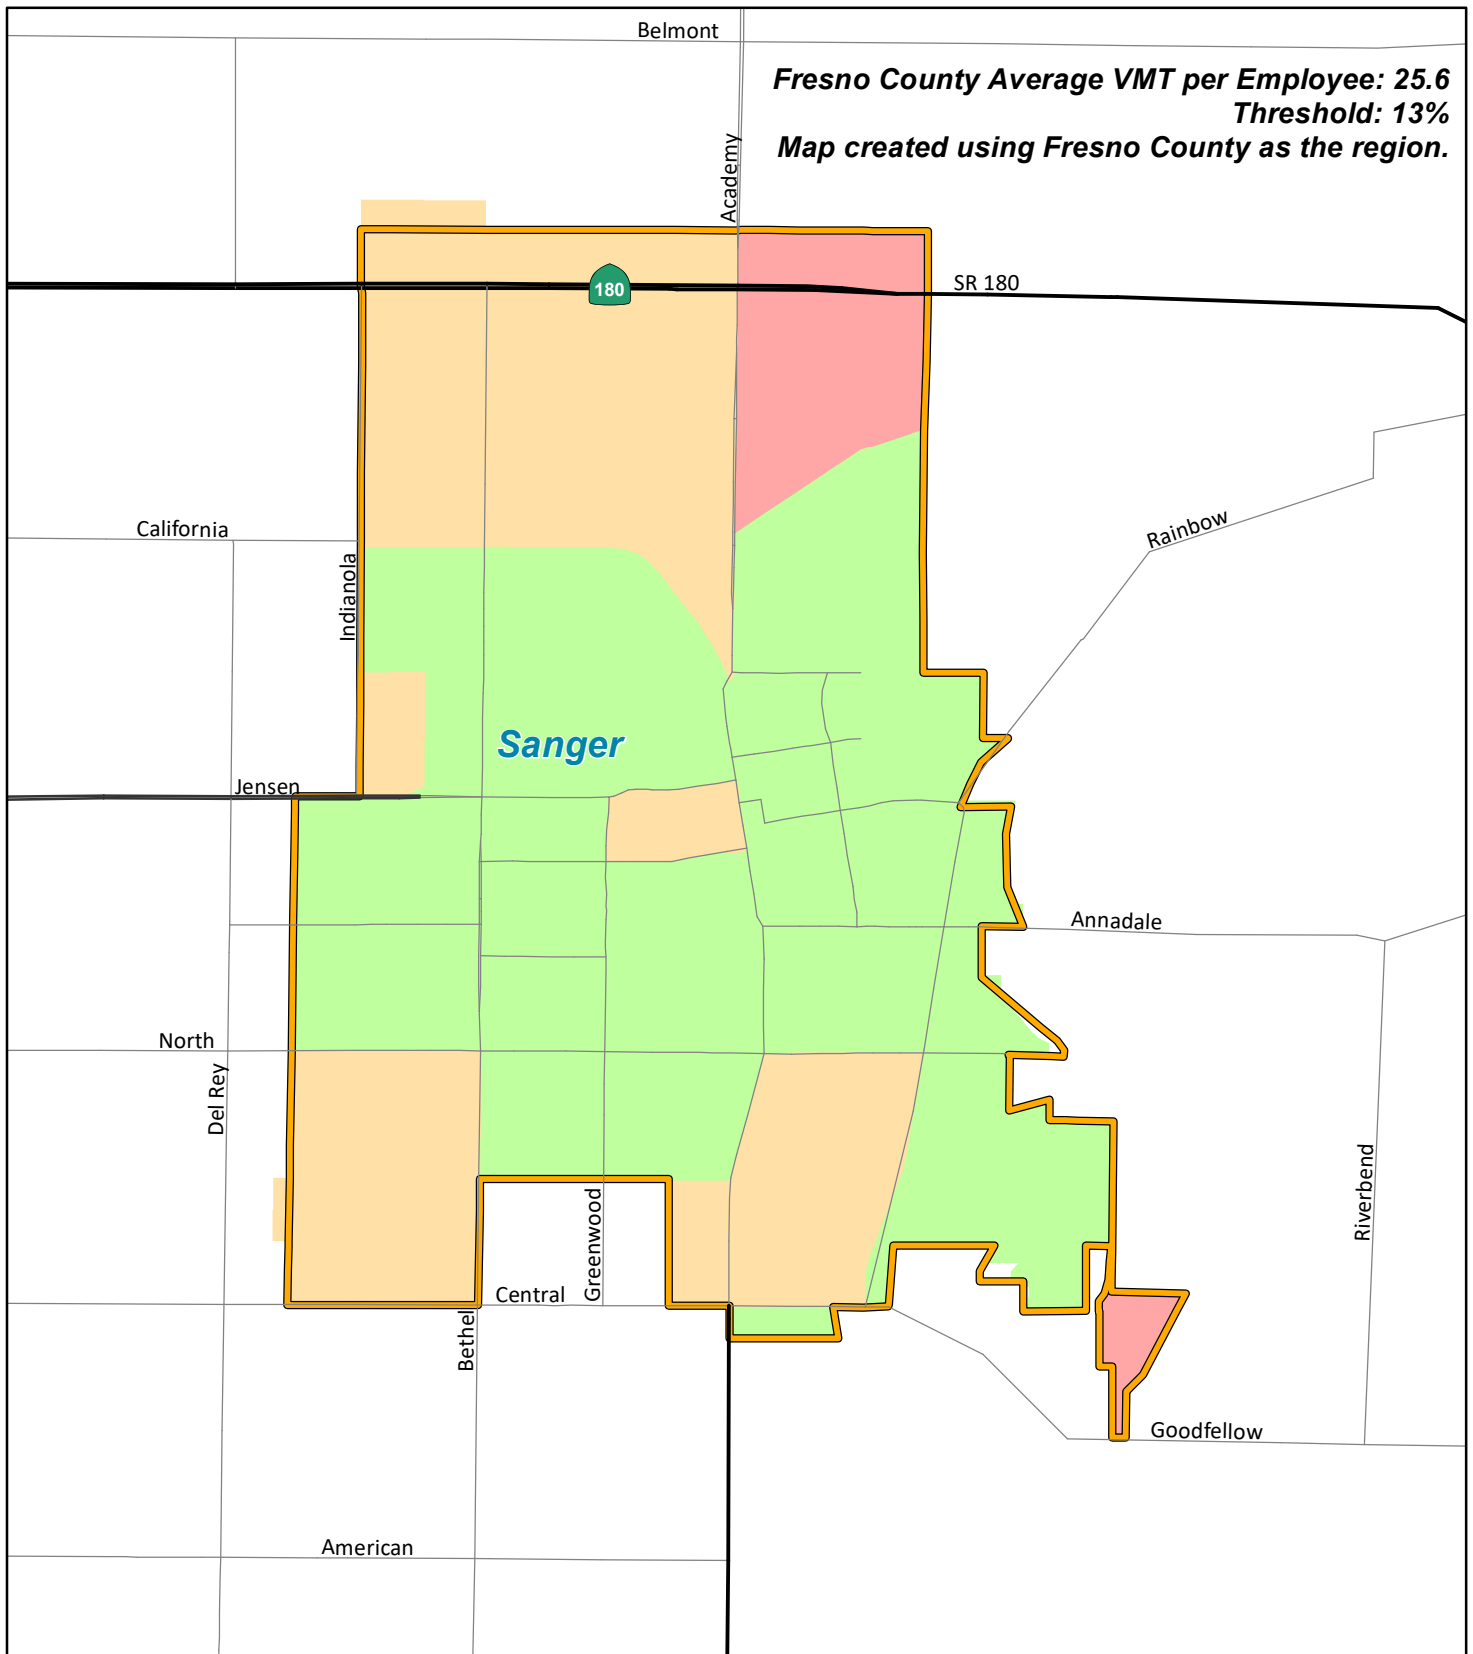 Belmont
Fresno County Average VMT per Employee: 25.6
Threshold: 13%
Map created using Fresno County as the region.
Academy
180
SR 180
California
Rainbow
Indianola
Sanger
Jensen
Annadale
North
Del Rey
Riverbend
Greenwood
Central
Bethel
Goodfellow
American